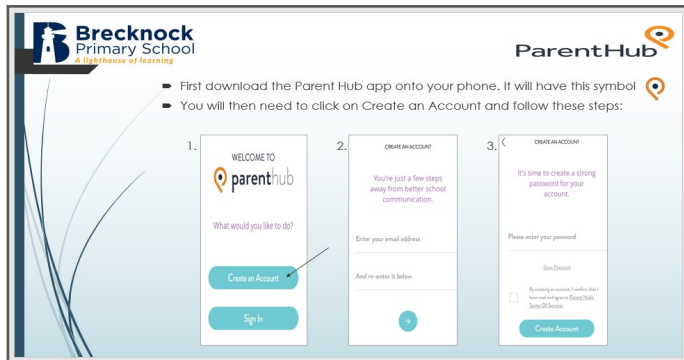 Brecknock
Primary School
A lighthouse of learning
ParentHub
First download the Parent Hub app onto your phone. It will have this symbol
You will then need to click on Create an Account and follow these steps:
1.
WELCOME TO
parenthub
What would you like to do?
Create an Account
Sign In
2.
CREATE AN ACCOUNT
You're just a few steps
away from better school
communication.
Enter your email address
And re-enter it below
3.
CREATE AN ACCOUNT
It's time to create a strong
password for your
account.
Please enter your password
Show Password
By creating an account, I confirm that I
have read and agree to Parent Hub's
Terms Of Service.
Create Account